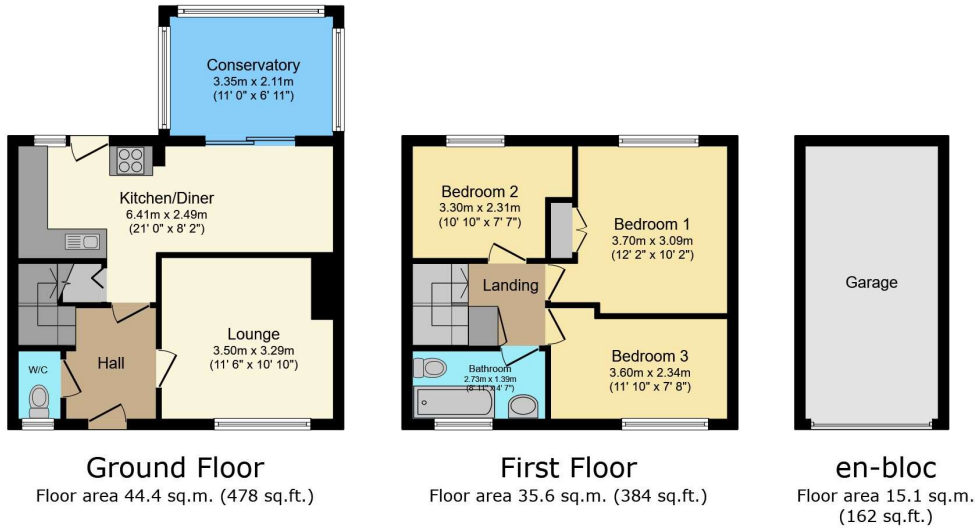 Conservatory
3.35m x 2.11m
(11' 0" x 6' 11")
Kitchen/Diner
6.41m x 2.49m
(21' 0" x 8' 2")
Lounge
3.50m x 3.29m
(11' 6" x 10' 10")
Hall
W/C
Ground Floor
Floor area 44.4 sq.m. (478 sq.ft.)
Bedroom 2
3.30m x 2.31m
(10' 10" x 7' 7")
Bedroom 1
3.70m x 3.09m
(12' 2" x 10' 2")
Landing
Bedroom 3
3.60m x 2.34m
(11' 10" x 7' 8")
Bathroom
2.73m x 1.39m
(8' 11" x 4' 7")
First Floor
Floor area 35.6 sq.m. (384 sq.ft.)
Garage
en-bloc
Floor area 15.1 sq.m.
(162 sq.ft.)